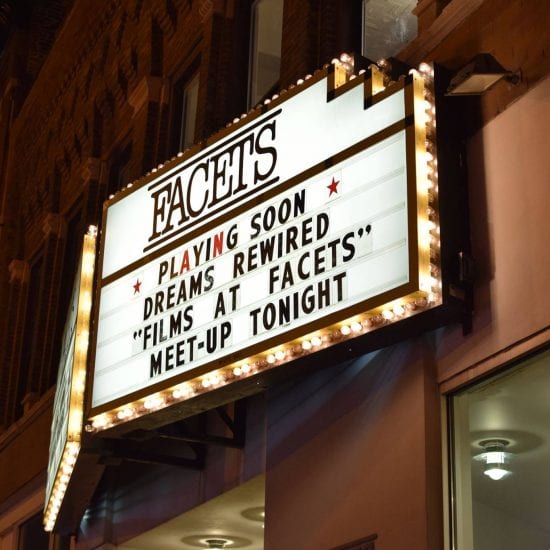 FACETS
PLAYING SOON
DREAMS REWIRED
"FILMS AT FACETS"
MEET-UP TONIGHT